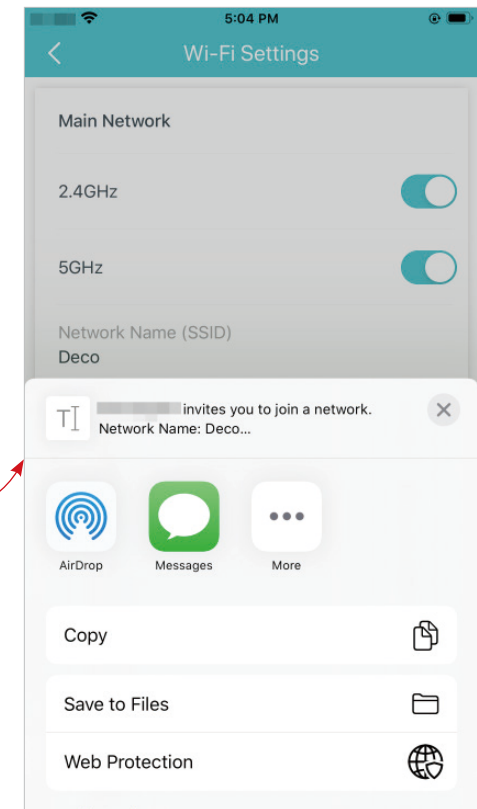 5:04 PM
Wi-Fi Settings
Main Network
2.4GHz
5GHz
Network Name (SSID)
Deco
invites you to join a network.
Network Name: Deco...
AirDrop
Messages
More
Copy
Save to Files
Web Protection